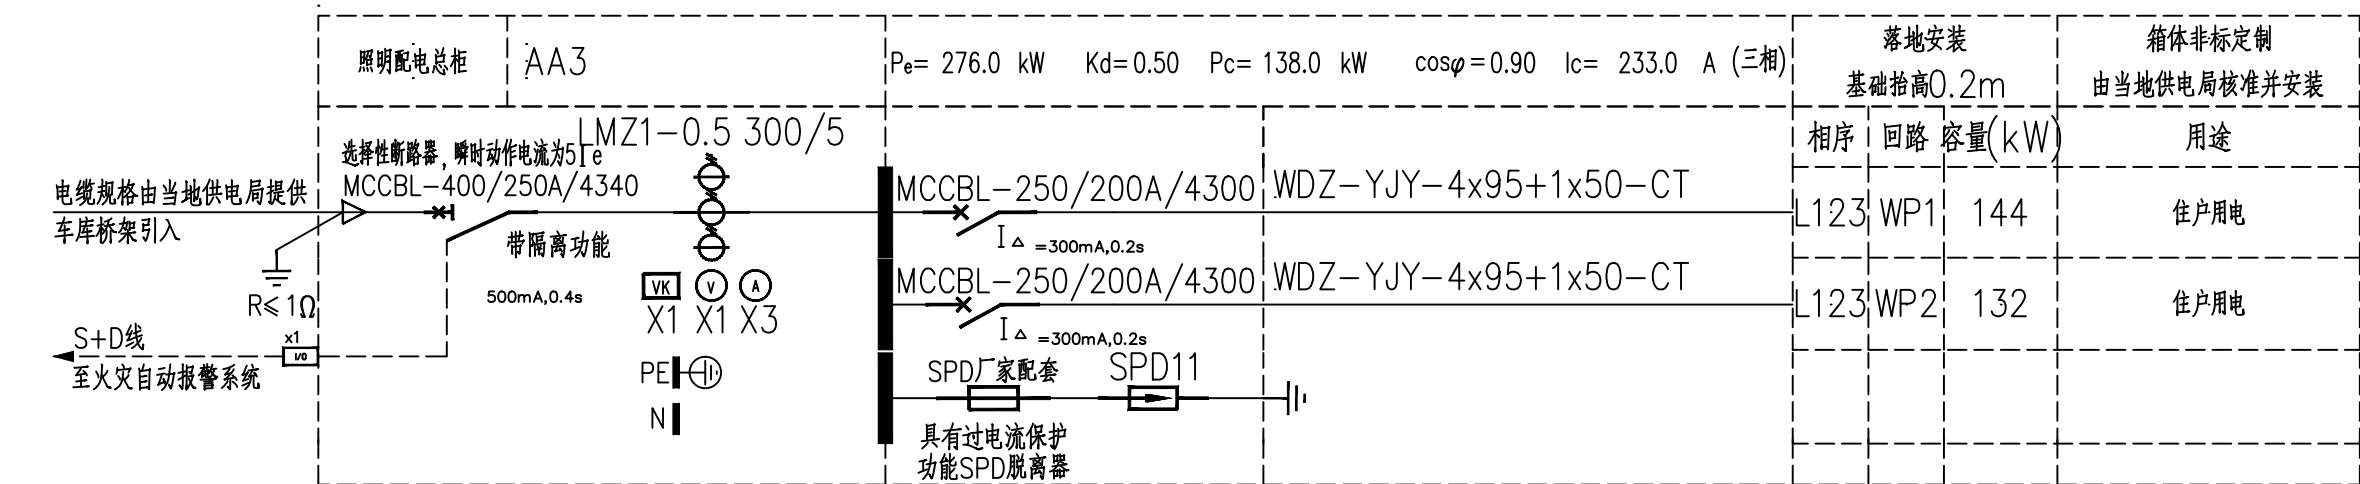 照明配电总柜
AA3
Pe= 276.0 kW Kd=0.50 Pc= 138.0 kW cosφ=0.90 Ic= 233.0 A (三相)
落地安装
基础抬高0.2m
箱体非标定制
由当地供电局核准并安装
相序 回路 容量(kW) 用途
LMZ1-0.5 300/5
选择性断路器, 瞬时动作电流为5Ie
MCCBL-400/250A/4340
电缆规格由当地供电局提供
车库桥架引入
带隔离功能
500mA,0.4s
R≤1Ω
S+D线
至火灾自动报警系统
x1
I/O
VK V A
X1 X1 X3
PE
N
MCCBL-250/200A/4300 WDZ-YJY-4x95+1x50-CT
I△ =300mA,0.2s
L123 WP1 144 住户用电
MCCBL-250/200A/4300 WDZ-YJY-4x95+1x50-CT
I△ =300mA,0.2s
L123 WP2 132 住户用电
SPD厂家配套 SPD11
具有过电流保护
功能SPD脱离器